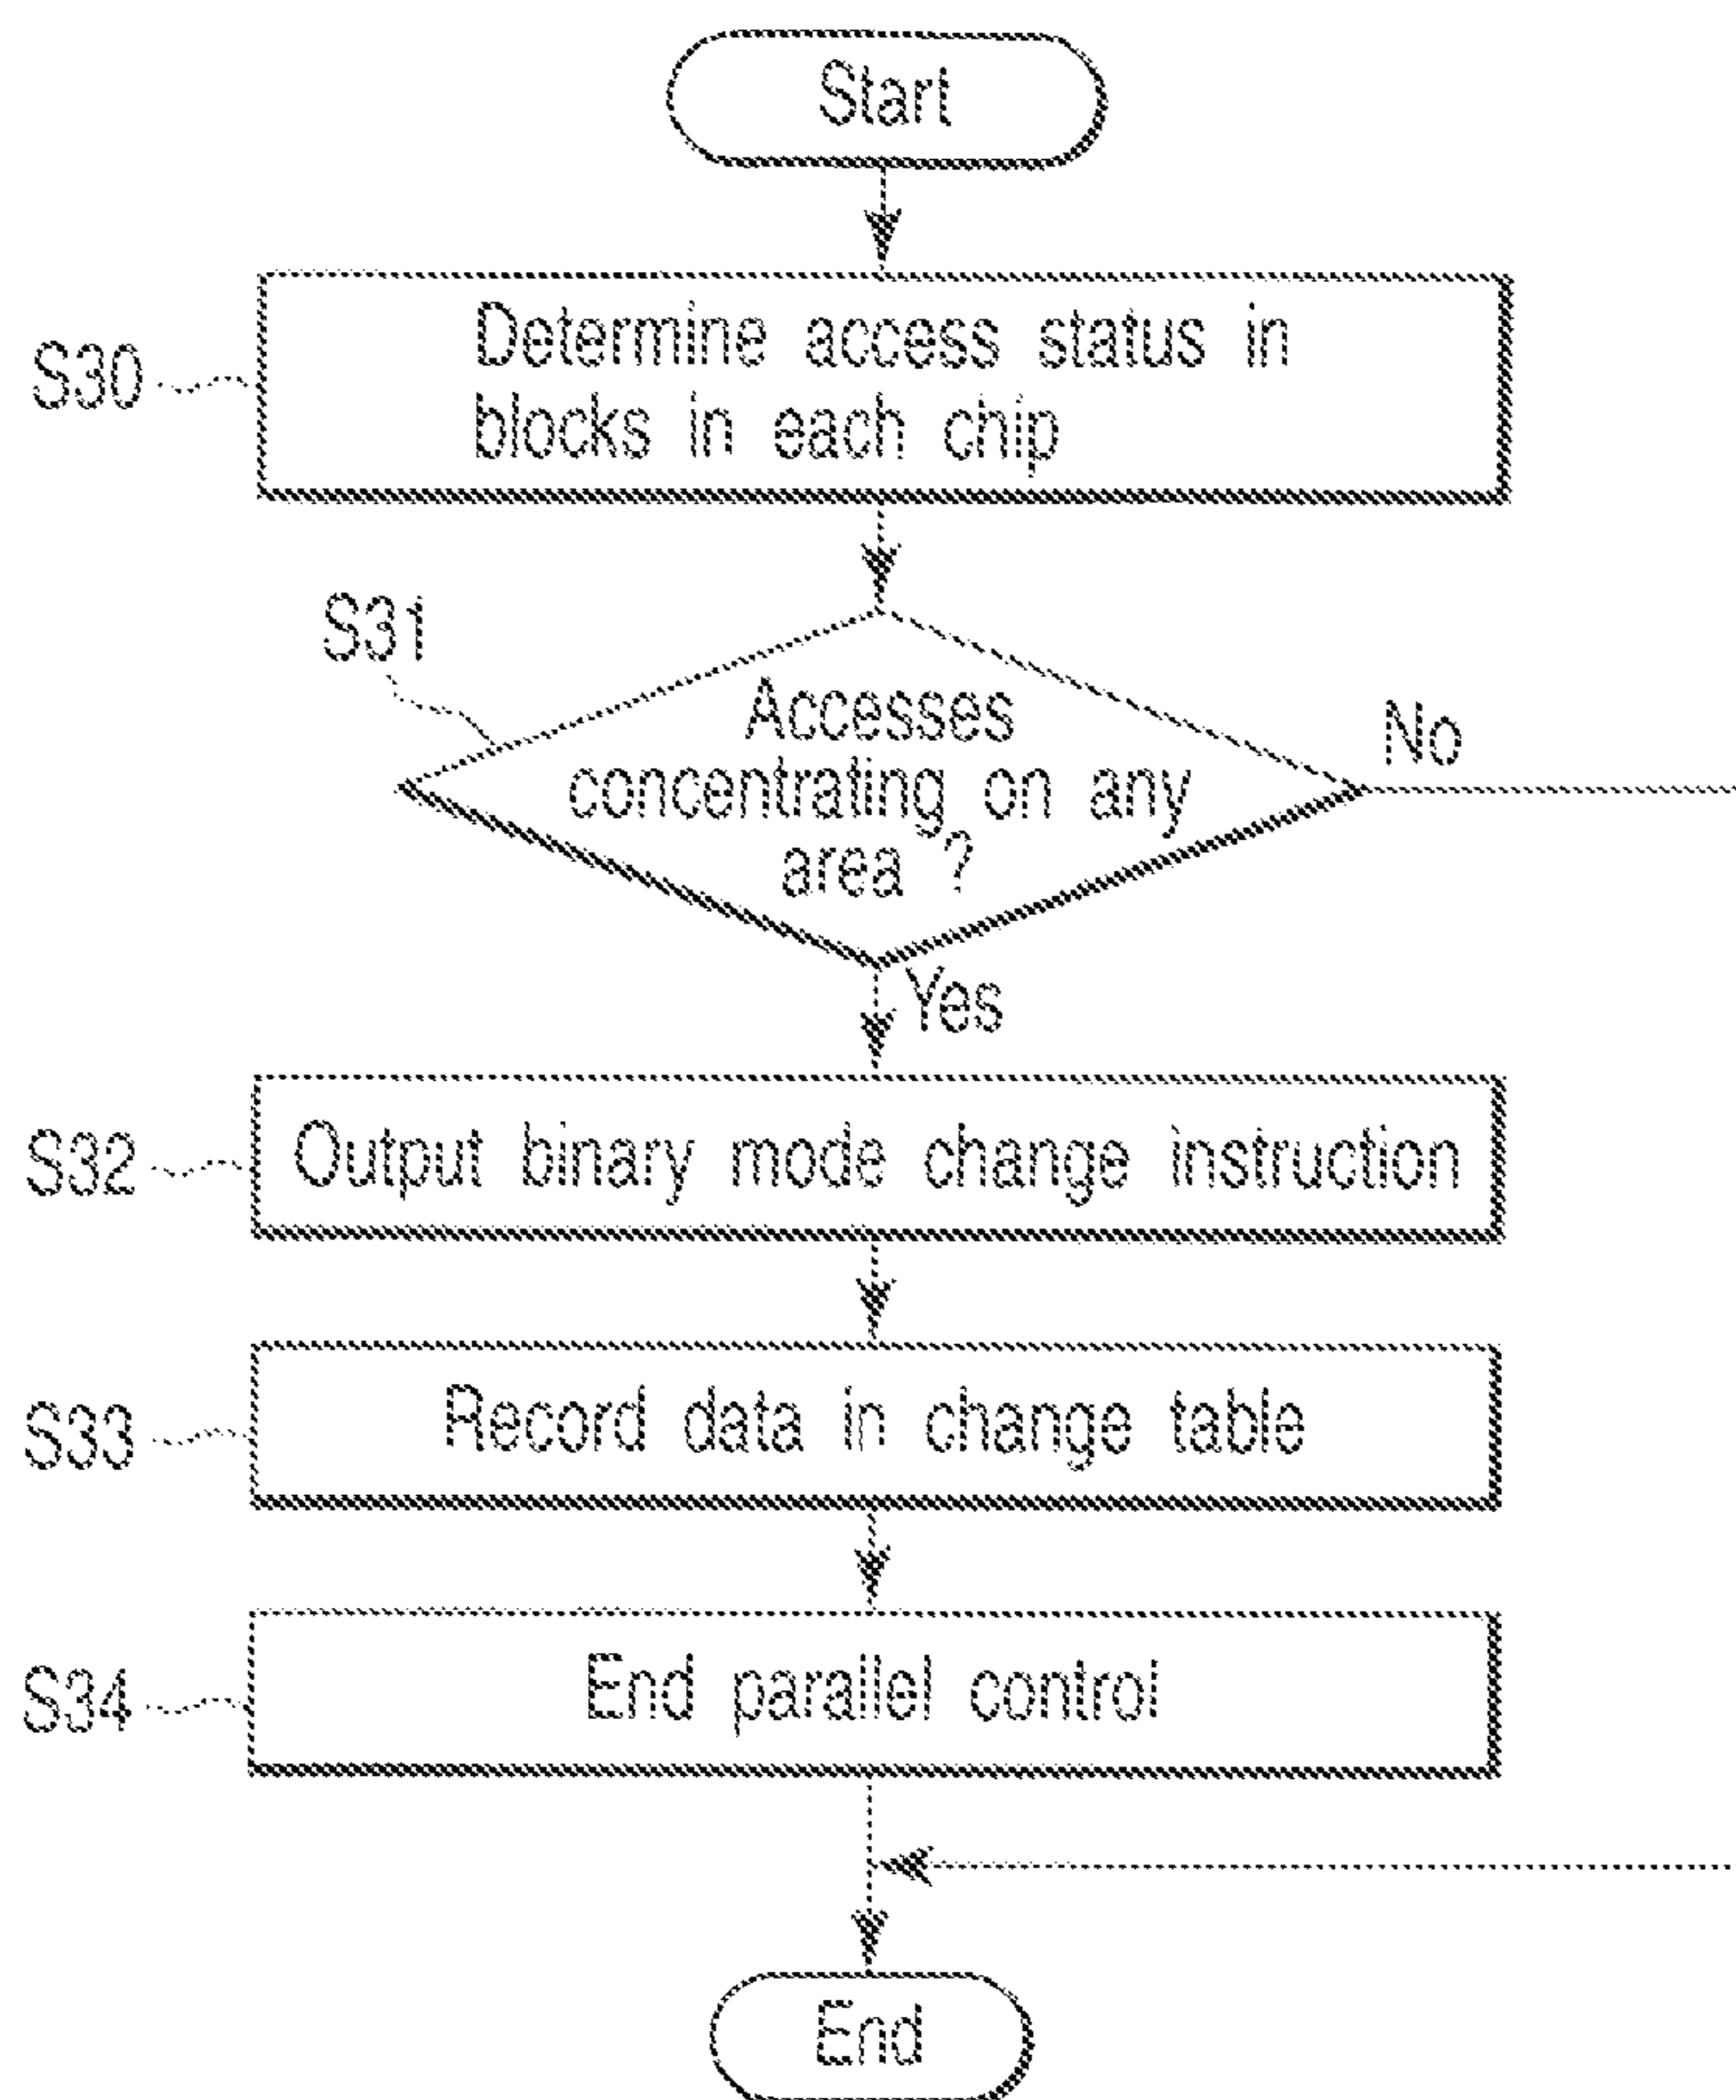 Start
S30
Determine access status in
blocks in each chip
S31
Accesses
concentrating on any
area ?
No
Yes
S32
Output binary mode change instruction
S33
Record data in change table
S34
End parallel control
End